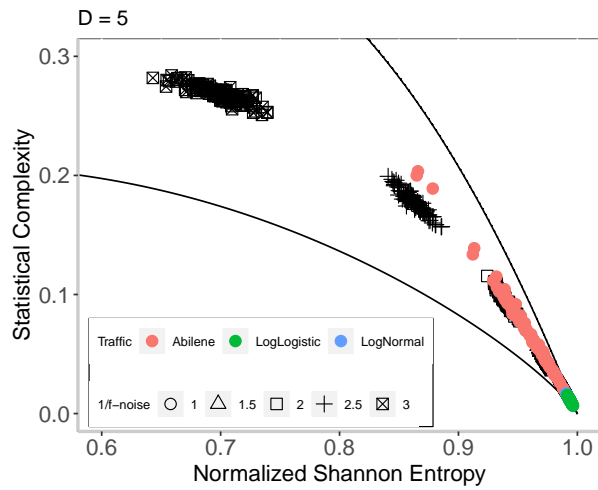 D = 5
Statistical Complexity
0.3
0.2
0.1
0.0
Traffic Abilene LogLogistic LogNormal
1/f−noise 1 1.5 2 2.5 3
0.6 0.7 0.8 0.9 1.0
Normalized Shannon Entropy